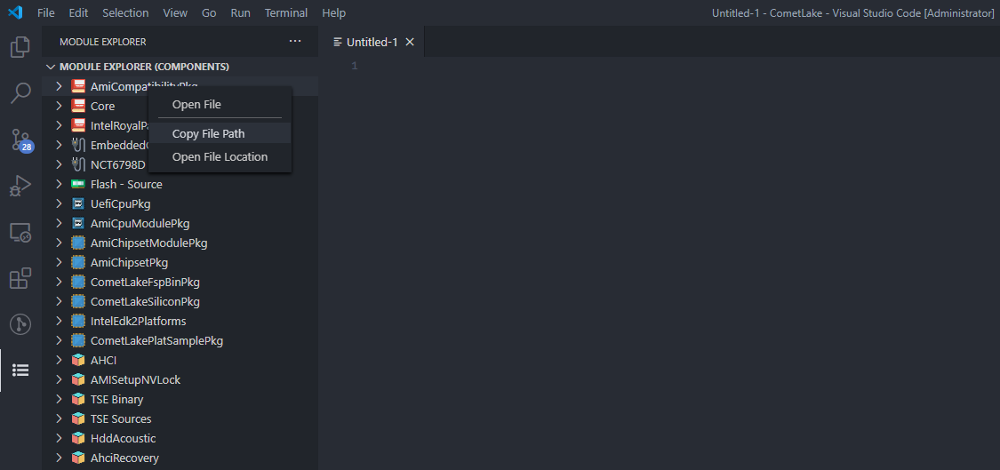 File Edit Selection View Go Run Terminal Help
Untitled-1 - CometLake - Visual Studio Code [Administrator]
MODULE EXPLORER
Untitled-1
MODULE EXPLORER (COMPONENTS)
1
AmiCompatibilityPkg
Open File
Core
IntelRoyalPa
Copy File Path
Embedded
Open File Location
NCT6798D
28
Flash - Source
UefiCpuPkg
AmiCpuModulePkg
AmiChipsetModulePkg
AmiChipsetPkg
CometLakeFspBinPkg
CometLakeSiliconPkg
IntelEdk2Platforms
CometLakePlatSamplePkg
AHCI
AMISetupNVLock
TSE Binary
TSE Sources
HddAcoustic
AhciRecovery